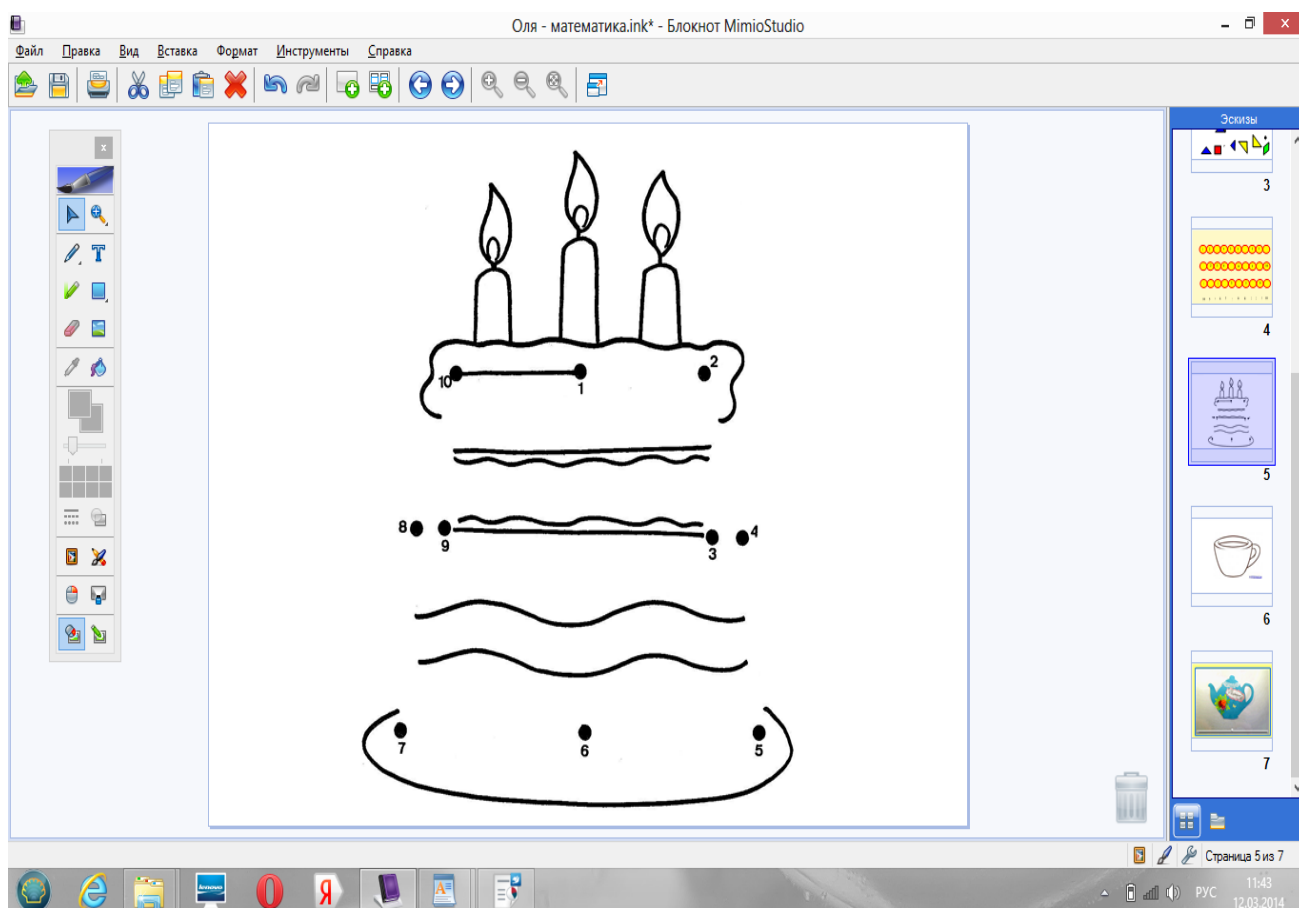 Оля - математика.ink* - Блокнот MimioStudio
Файл Правка Вид Вставка Формат Инструменты Справка
Эскизы
3
4
5
6
7
10 1 2
8 9 3 4
7 6 5
Страница 5 из 7
lenovo
РУС 11:43
12.03.2014